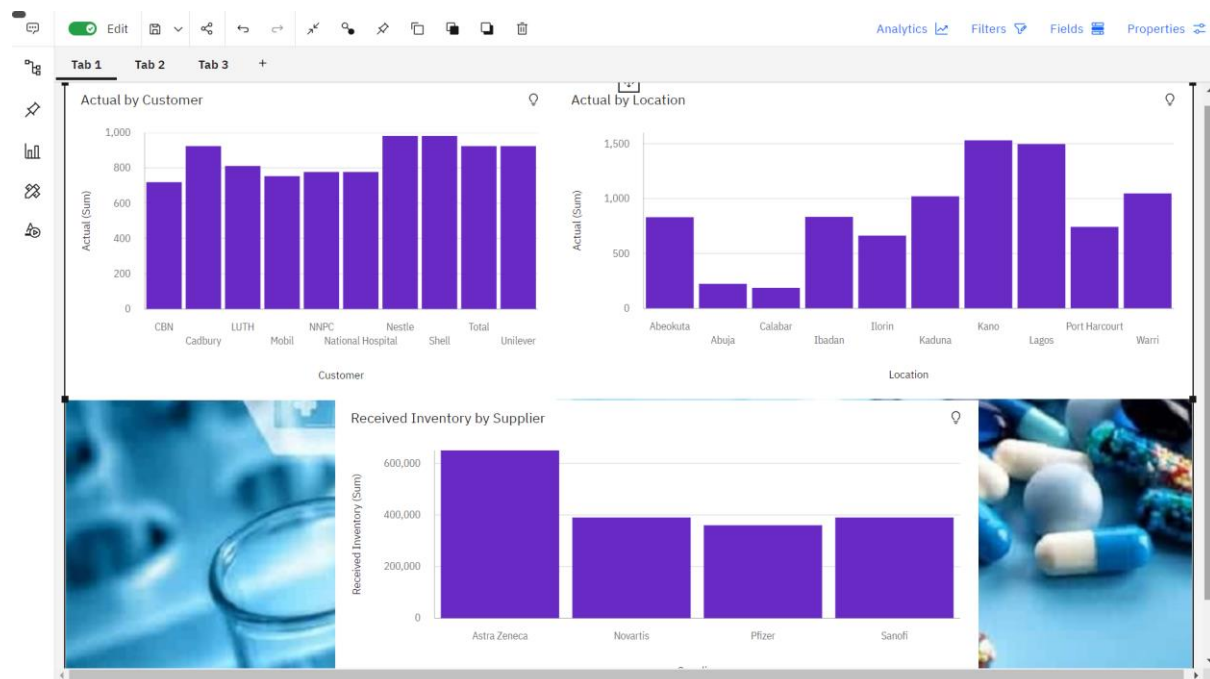 Edit
Analytics
Filters
Fields
Properties
Tab 1 Tab 2 Tab 3 +
Actual by Customer
1,000
800
600
400
200
0
Actual (Sum)
CBN LUTH NNPC Nestle Total
Cadbury Mobil National Hospital Shell Unilever
Customer
Actual by Location
1,500
1,000
500
0
Actual (Sum)
Abeokuta Calabar Ilorin Kano Port Harcourt
Abuja Ibadan Kaduna Lagos Warri
Location
Received Inventory by Supplier
600,000
400,000
200,000
0
Received Inventory (Sum)
Astra Zeneca Novartis Pfizer Sanofi